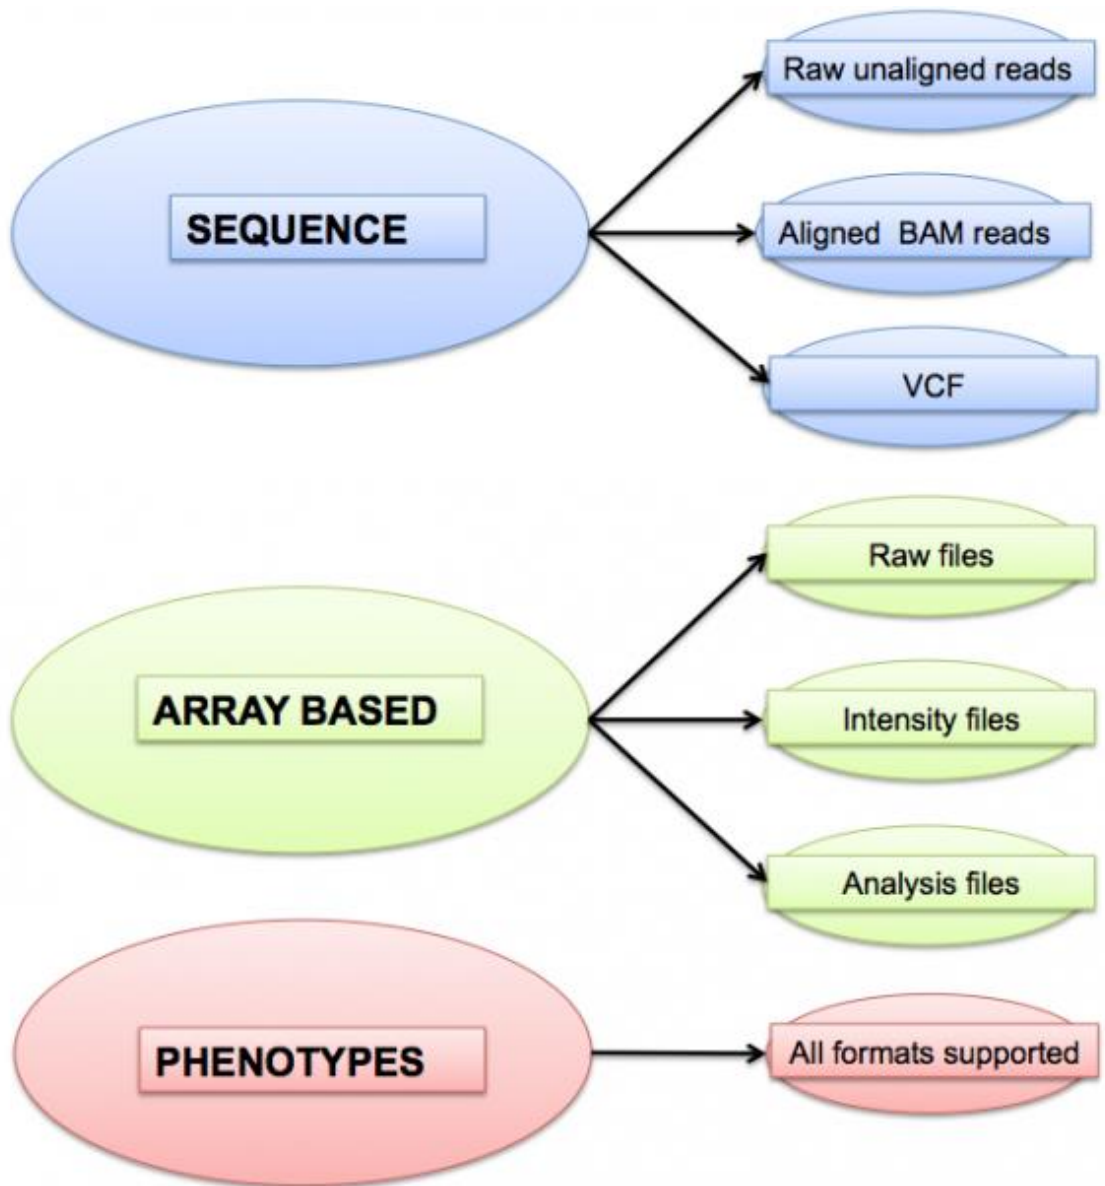 SEQUENCE
Raw unaligned reads
Aligned BAM reads
VCF
ARRAY BASED
Raw files
Intensity files
Analysis files
PHENOTYPES
All formats supported